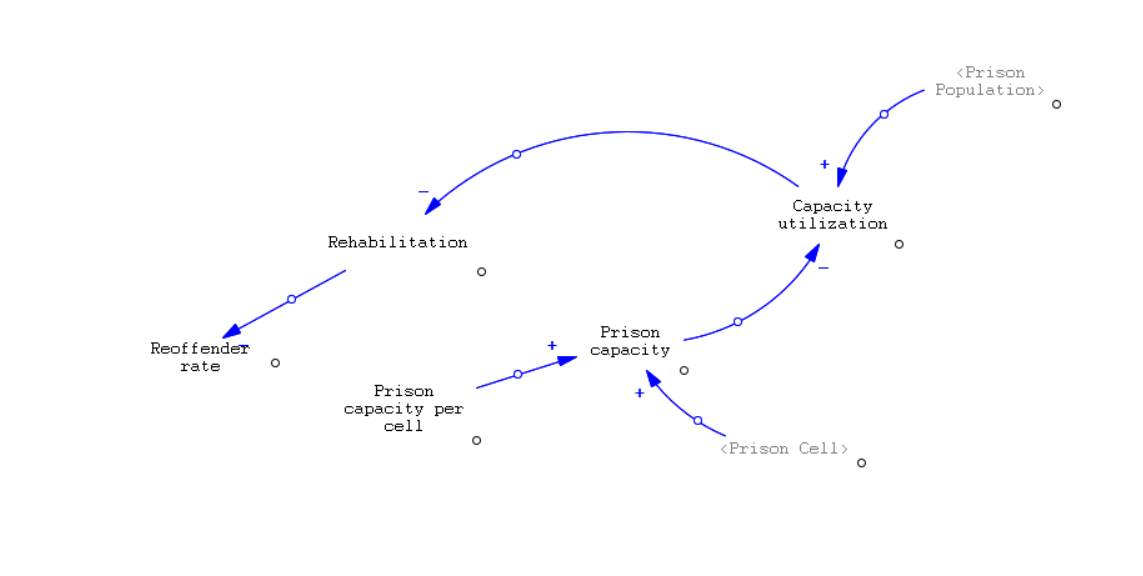 <Prison
Population>
+
−
Capacity
utilization
Rehabilitation
−
Prison
capacity
+
Reoffender
rate
−
Prison
capacity per
cell
+
<Prison Cell>